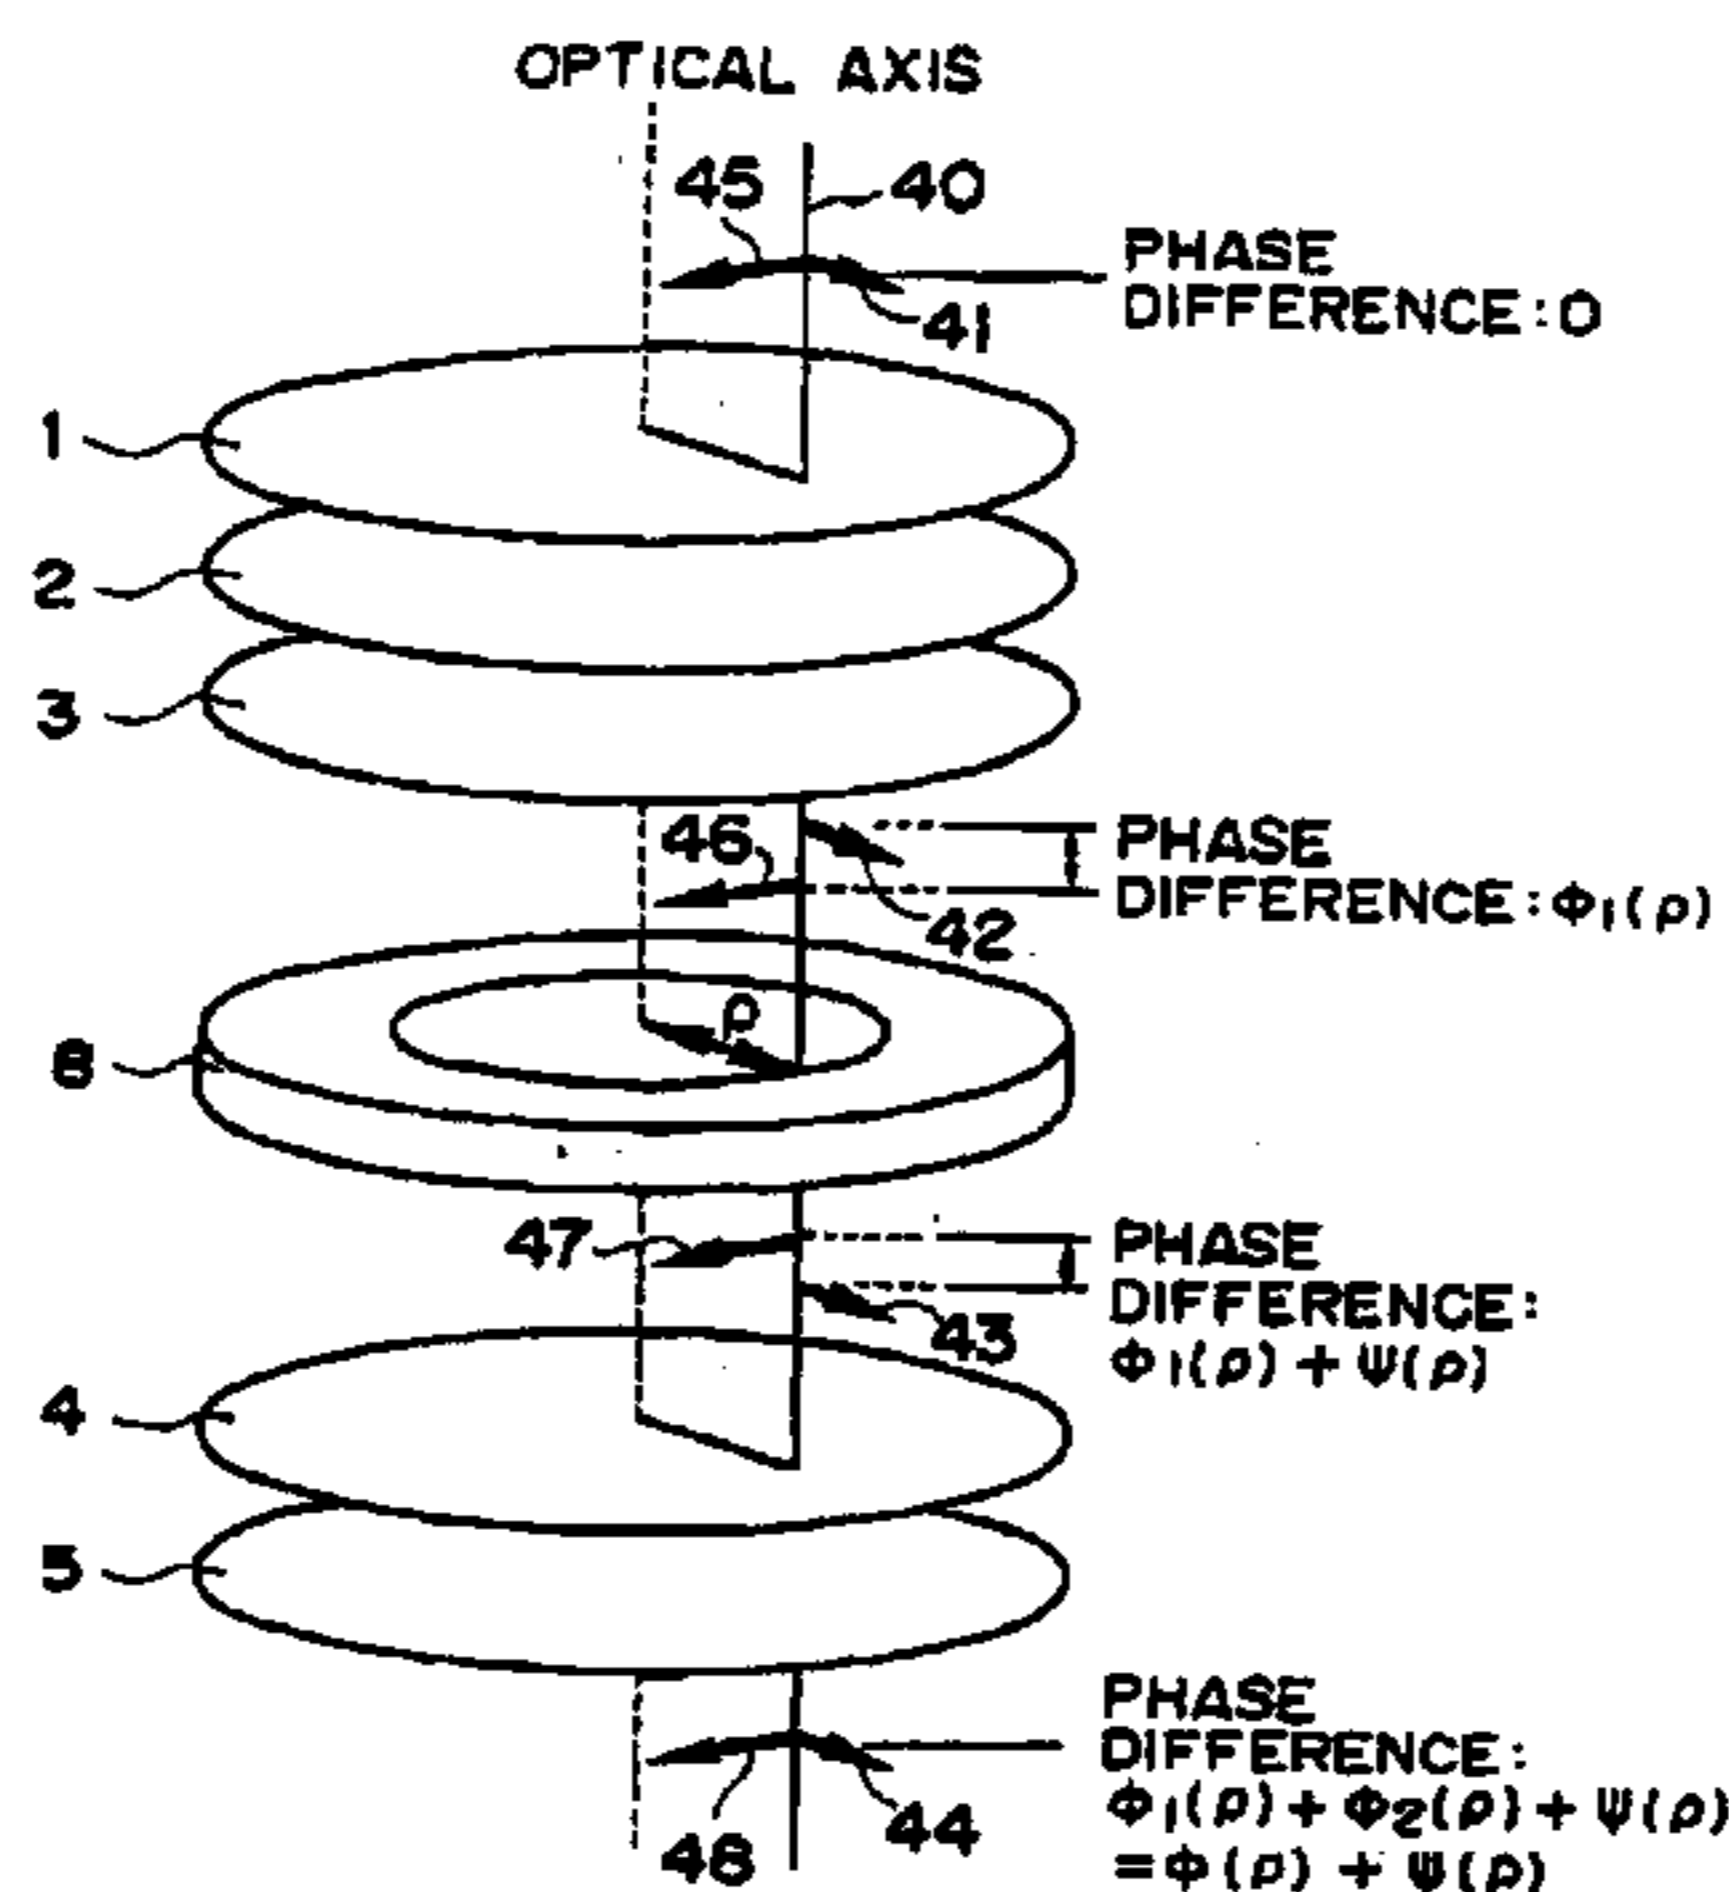 OPTICAL AXIS
45
40
PHASE
DIFFERENCE:0
41
1
2
3
46
PHASE
DIFFERENCE:Φ1(ρ)
42
ρ
8
47
PHASE
DIFFERENCE:
Φ1(ρ)+Ψ(ρ)
43
4
5
PHASE
DIFFERENCE:
Φ1(ρ)+Φ2(ρ)+Ψ(ρ)
=Φ(ρ)+Ψ(ρ)
44
48